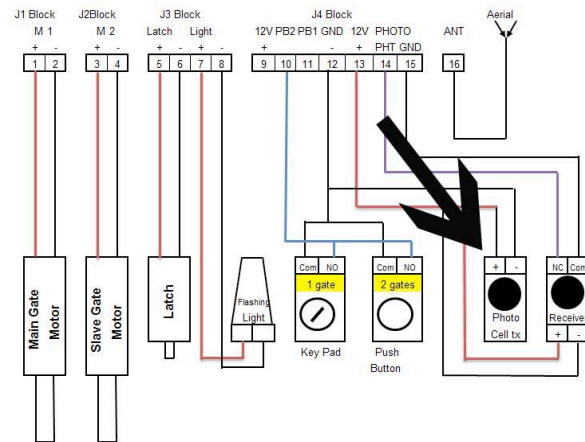 J1 Block J2Block J3 Block J4 Block Aerial
M 1 M 2 Latch Light 12V PB2 PB1 GND 12V PHOTO ANT
+ - + - + - + - + - + PHT GND
1 2 3 4 5 6 7 8 9 10 11 12 13 14 15 16
Main Gate Motor
Slave Gate Motor
Latch
Flashing
Light
Com NO
1 gate
Key Pad
Com NO
2 gates
Push
Button
+ -
Photo
Cell tx
NC Com
Receiver
+ -